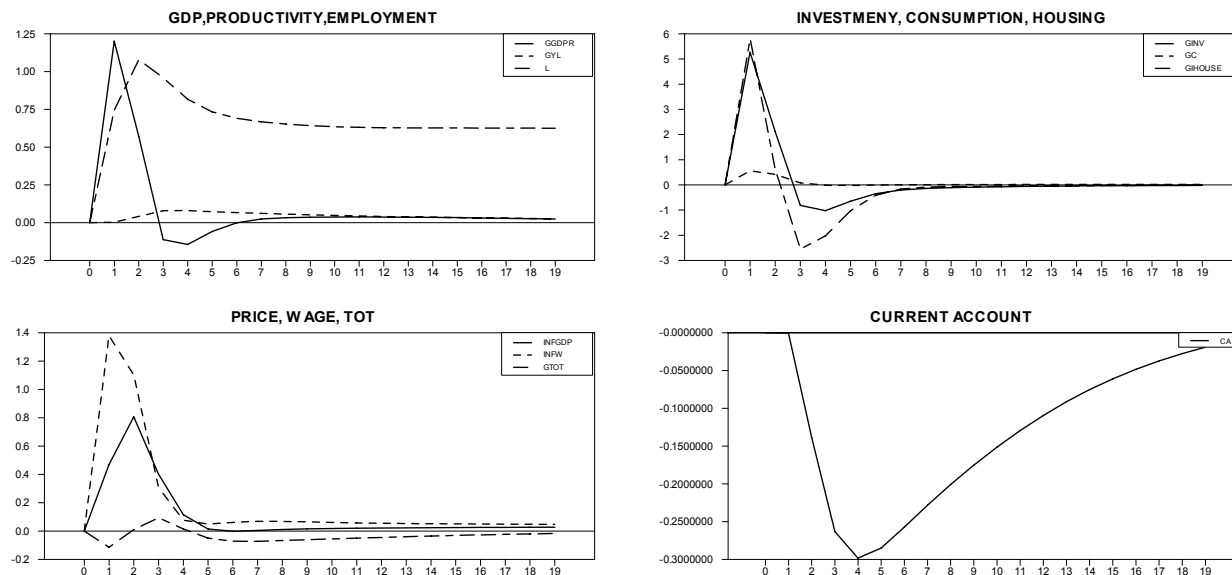 GDP,PRODUCTIVITY,EMPLOYMENT
1.25
1.00
0.75
0.50
0.25
0.00
-0.25
0 1 2 3 4 5 6 7 8 9 10 11 12 13 14 15 16 17 18 19
GGDPR
GYL
L
INVESTMENY, CONSUMPTION, HOUSING
6
5
4
3
2
1
0
-1
-2
-3
0 1 2 3 4 5 6 7 8 9 10 11 12 13 14 15 16 17 18 19
GINV
GC
GIHOUSE
PRICE, WAGE, TOT
1.4
1.2
1.0
0.8
0.6
0.4
0.2
0.0
-0.2
0 1 2 3 4 5 6 7 8 9 10 11 12 13 14 15 16 17 18 19
INFGDP
INFW
GTOT
CURRENT ACCOUNT
-0.0000000
-0.0500000
-0.1000000
-0.1500000
-0.2000000
-0.2500000
-0.3000000
0 1 2 3 4 5 6 7 8 9 10 11 12 13 14 15 16 17 18 19
CA